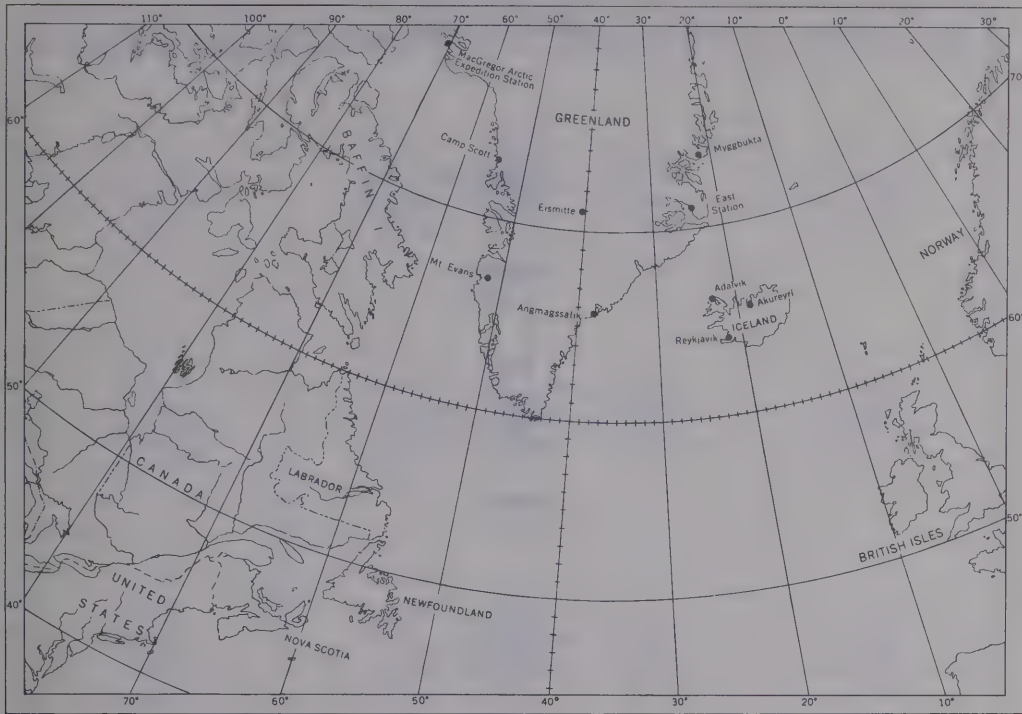 110° 100° 90° 80° 70° 60° 50° 40° 30° 20° 10° 0° 10° 20° 30°
MacGregor Arctic
Expedition Station
70°
60°
GREENLAND
BAFFIN I.
Camp Scott
Myggbukta
Eismitte
East
Station
NORWAY
Mt. Evans
Adalvik
Akureyri
Angmagssalik
ICELAND
Reykjavik
60°
50°
CANADA
LABRADOR
50°
BRITISH ISLES
UNITED
STATES
NEWFOUNDLAND
40°
NOVA SCOTIA
70° 60° 50° 40° 30° 20° 10°